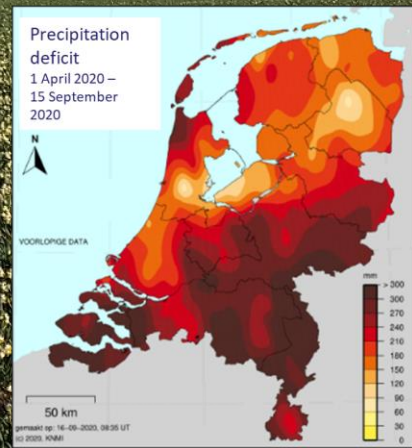 Precipitation
deficit
1 April 2020 –
15 September
2020
N
VOORLOPIGE DATA
mm
> 300
300
270
240
210
180
150
120
90
60
30
0
50 km
gemaakt op: 16-09-2020, 08:35 UT
(c) 2020, KNMI